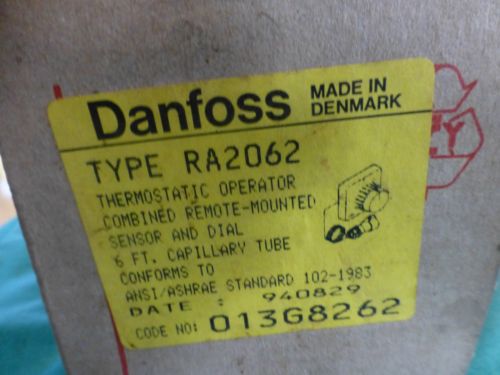 Danfoss MADE IN DENMARK
TYPE RA2062
THERMOSTATIC OPERATOR
COMBINED REMOTE-MOUNTED
SENSOR AND DIAL
6 FT. CAPILLARY TUBE
CONFORMS TO
ANSI/ASHRAE STANDARD 102-1983
DATE : 940829
CODE NO: 013G8262